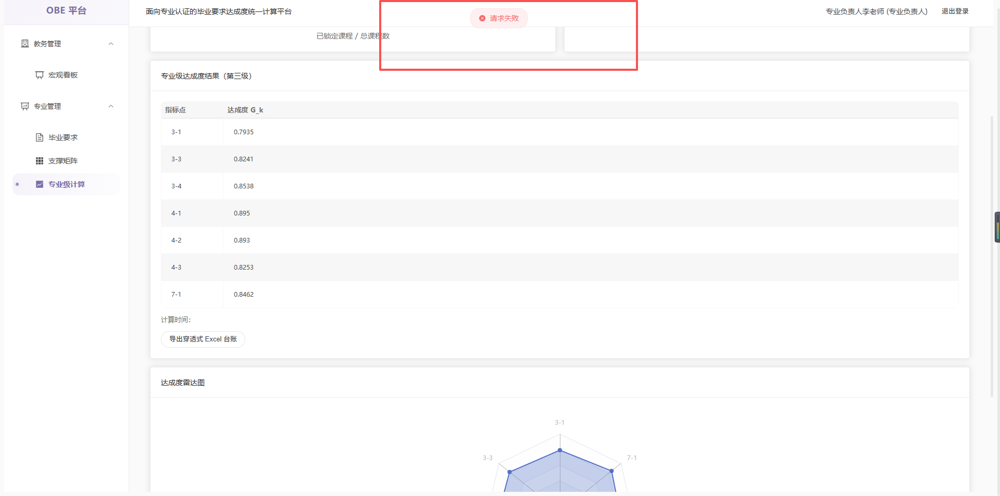 OBE 平台
面向专业认证的毕业要求达成度统一计算平台
请求失败
专业负责人李老师 (专业负责人)
退出登录
教务管理
宏观看板
专业管理
毕业要求
支撑矩阵
专业级计算
已锁定课程 / 总课程数
专业级达成度结果（第三级）
指标点 达成度 G_k
3-1 0.7935
3-3 0.8241
3-4 0.8538
4-1 0.895
4-2 0.893
4-3 0.8253
7-1 0.8462
计算时间：
导出穿透式 Excel 台账
达成度雷达图
3-1
3-3
7-1